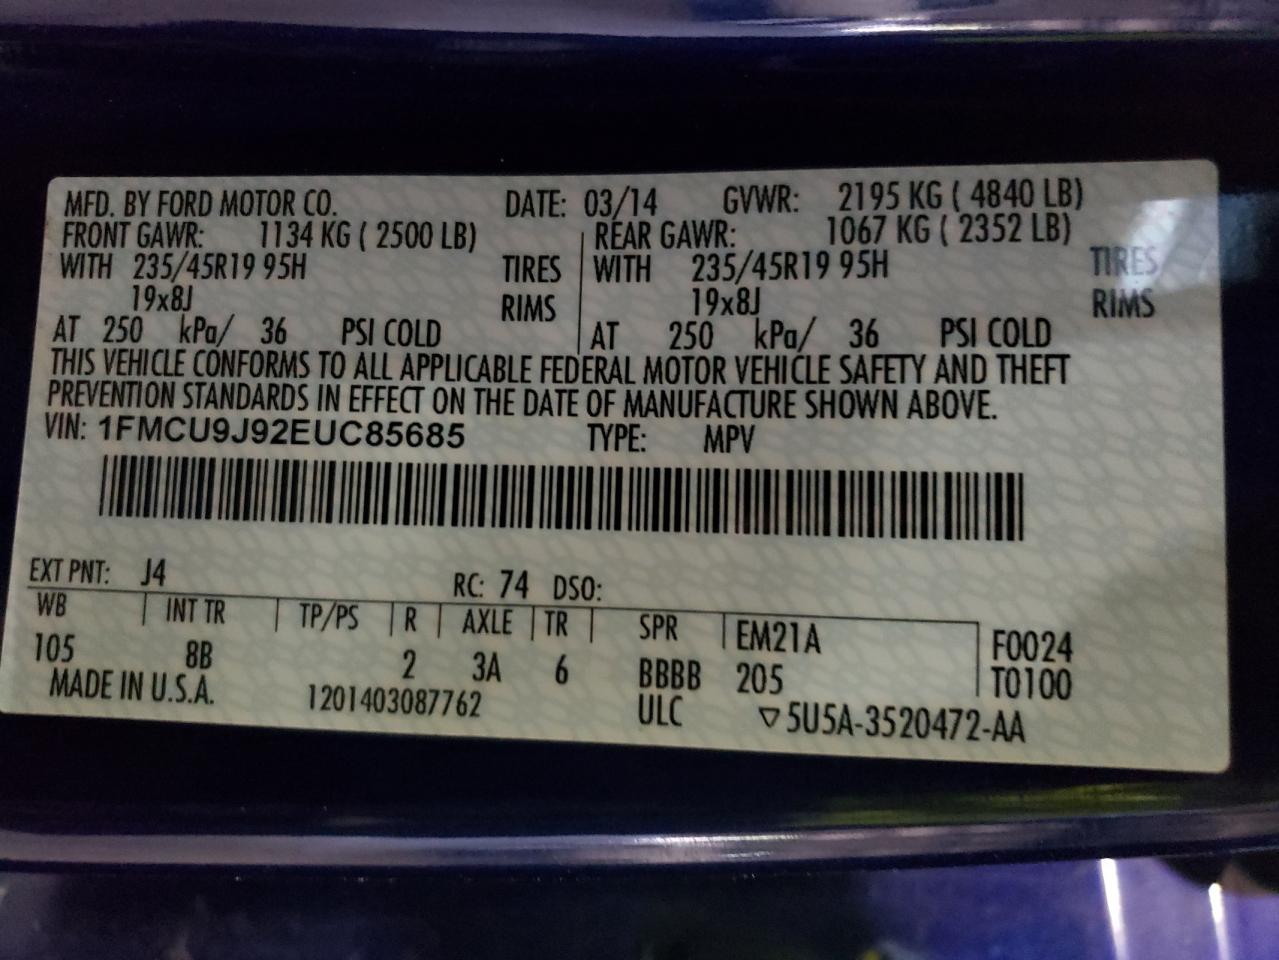 MFD. BY FORD MOTOR CO. DATE: 03/14 GVWR: 2195 KG ( 4840 LB)
FRONT GAWR: 1134 KG ( 2500 LB) REAR GAWR: 1067 KG ( 2352 LB)
WITH 235/45R19 95H TIRES WITH 235/45R19 95H TIRES
19x8J RIMS 19x8J RIMS
AT 250 kPa/ 36 PSI COLD AT 250 kPa/ 36 PSI COLD
THIS VEHICLE CONFORMS TO ALL APPLICABLE FEDERAL MOTOR VEHICLE SAFETY AND THEFT
PREVENTION STANDARDS IN EFFECT ON THE DATE OF MANUFACTURE SHOWN ABOVE.
VIN: 1FMCU9J92EUC85685 TYPE: MPV
EXT PNT: J4 RC: 74 DSO:
WB INT TR TP/PS R AXLE TR SPR EM21A F0024
105 8B 2 3A 6 BBBB 205 T0100
MADE IN U.S.A. 1201403087762 ULC ▽5U5A-3520472-AA